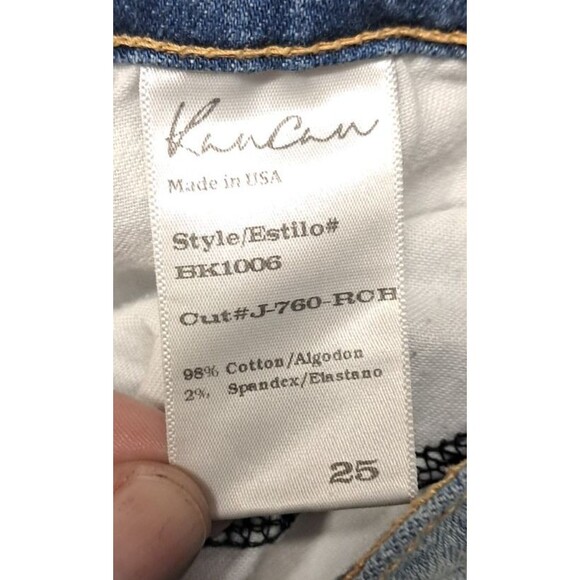 KanCan
Made in USA
Style/Estilo#
BK1006
Cut#J-760-RCH
98% Cotton/Algodon
2%, Spandex/Elastano
25